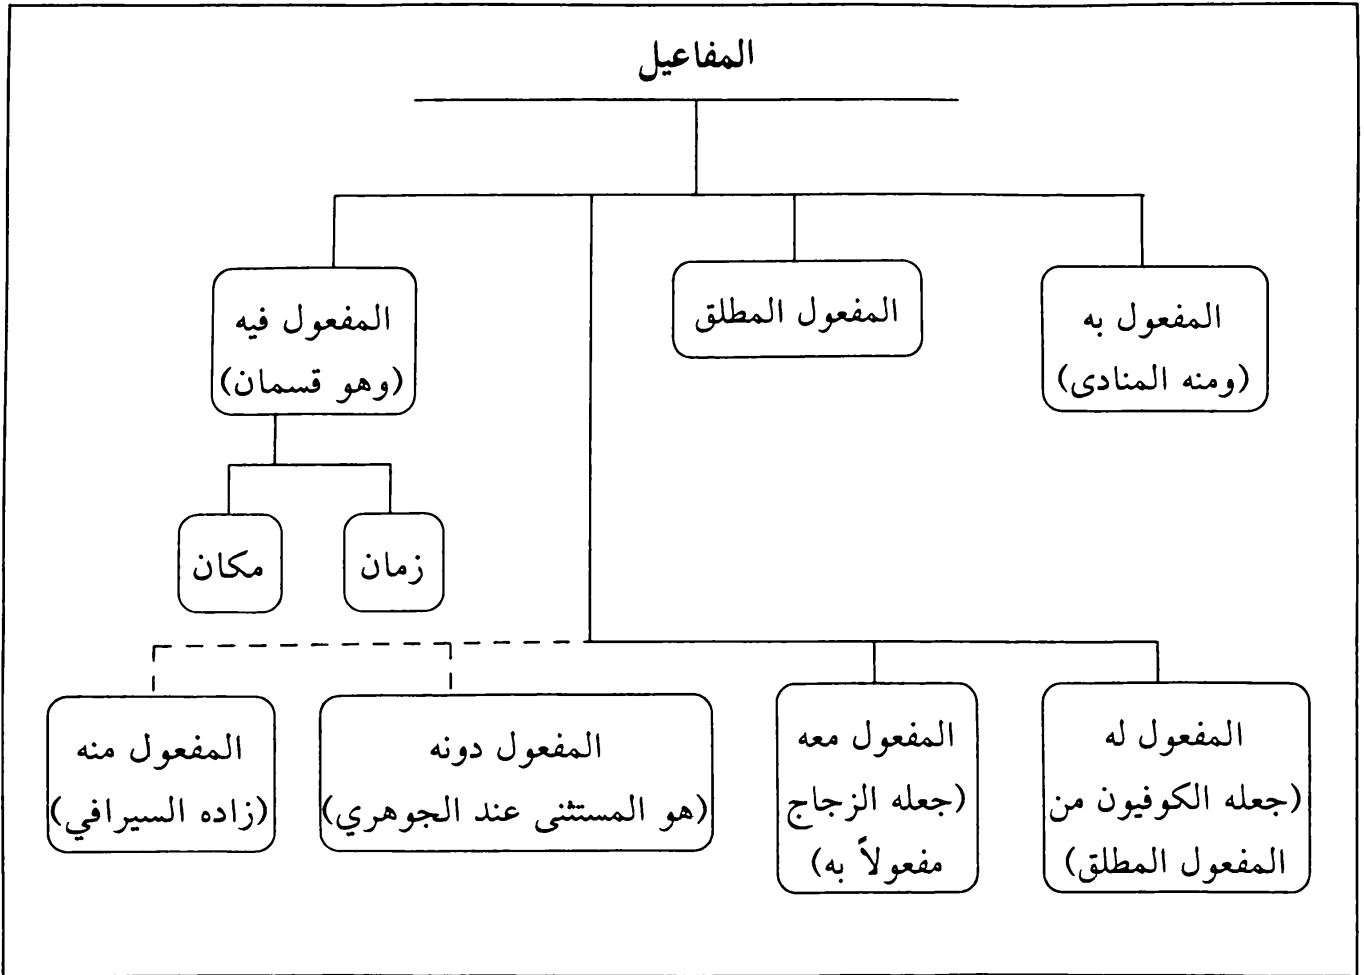 المفاعيل
المفعول به
(ومنه المنادى)
المفعول المطلق
المفعول فيه
(وهو قسمان)
زمان
مكان
المفعول له
(جعله الكوفيون من
المفعول المطلق)
المفعول معه
(جعله الزجاج
مفعولاً به)
المفعول دونه
(هو المستثنى عند الجوهري)
المفعول منه
(زاده السيرافي)